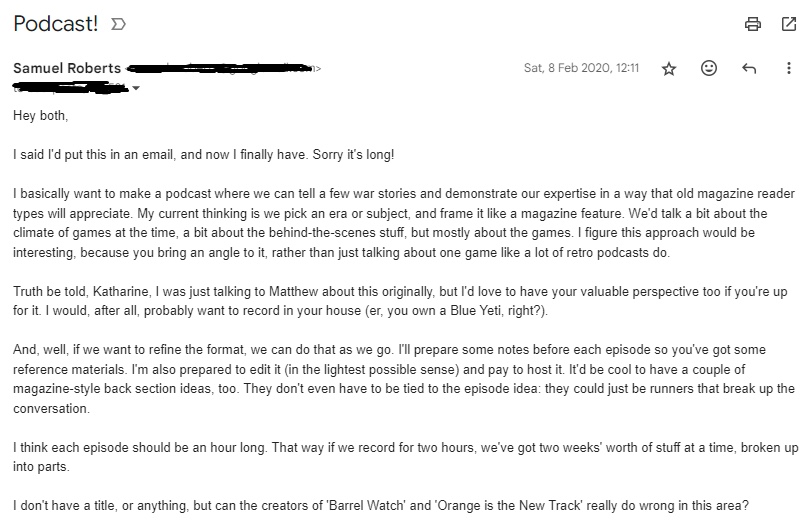 Podcast!
Samuel Roberts
Sat, 8 Feb 2020, 12:11
Hey both,
I said I'd put this in an email, and now I finally have. Sorry it's long!
I basically want to make a podcast where we can tell a few war stories and demonstrate our expertise in a way that old magazine reader
types will appreciate. My current thinking is we pick an era or subject, and frame it like a magazine feature. We'd talk a bit about the
climate of games at the time, a bit about the behind-the-scenes stuff, but mostly about the games. I figure this approach would be
interesting, because you bring an angle to it, rather than just talking about one game like a lot of retro podcasts do.
Truth be told, Katharine, I was just talking to Matthew about this originally, but I'd love to have your valuable perspective too if you're up
for it. I would, after all, probably want to record in your house (er, you own a Blue Yeti, right?).
And, well, if we want to refine the format, we can do that as we go. I'll prepare some notes before each episode so you've got some
reference materials. I'm also prepared to edit it (in the lightest possible sense) and pay to host it. It'd be cool to have a couple of
magazine-style back section ideas, too. They don't even have to be tied to the episode idea: they could just be runners that break up the
conversation.
I think each episode should be an hour long. That way if we record for two hours, we've got two weeks' worth of stuff at a time, broken up
into parts.
I don't have a title, or anything, but can the creators of 'Barrel Watch' and 'Orange is the New Track' really do wrong in this area?